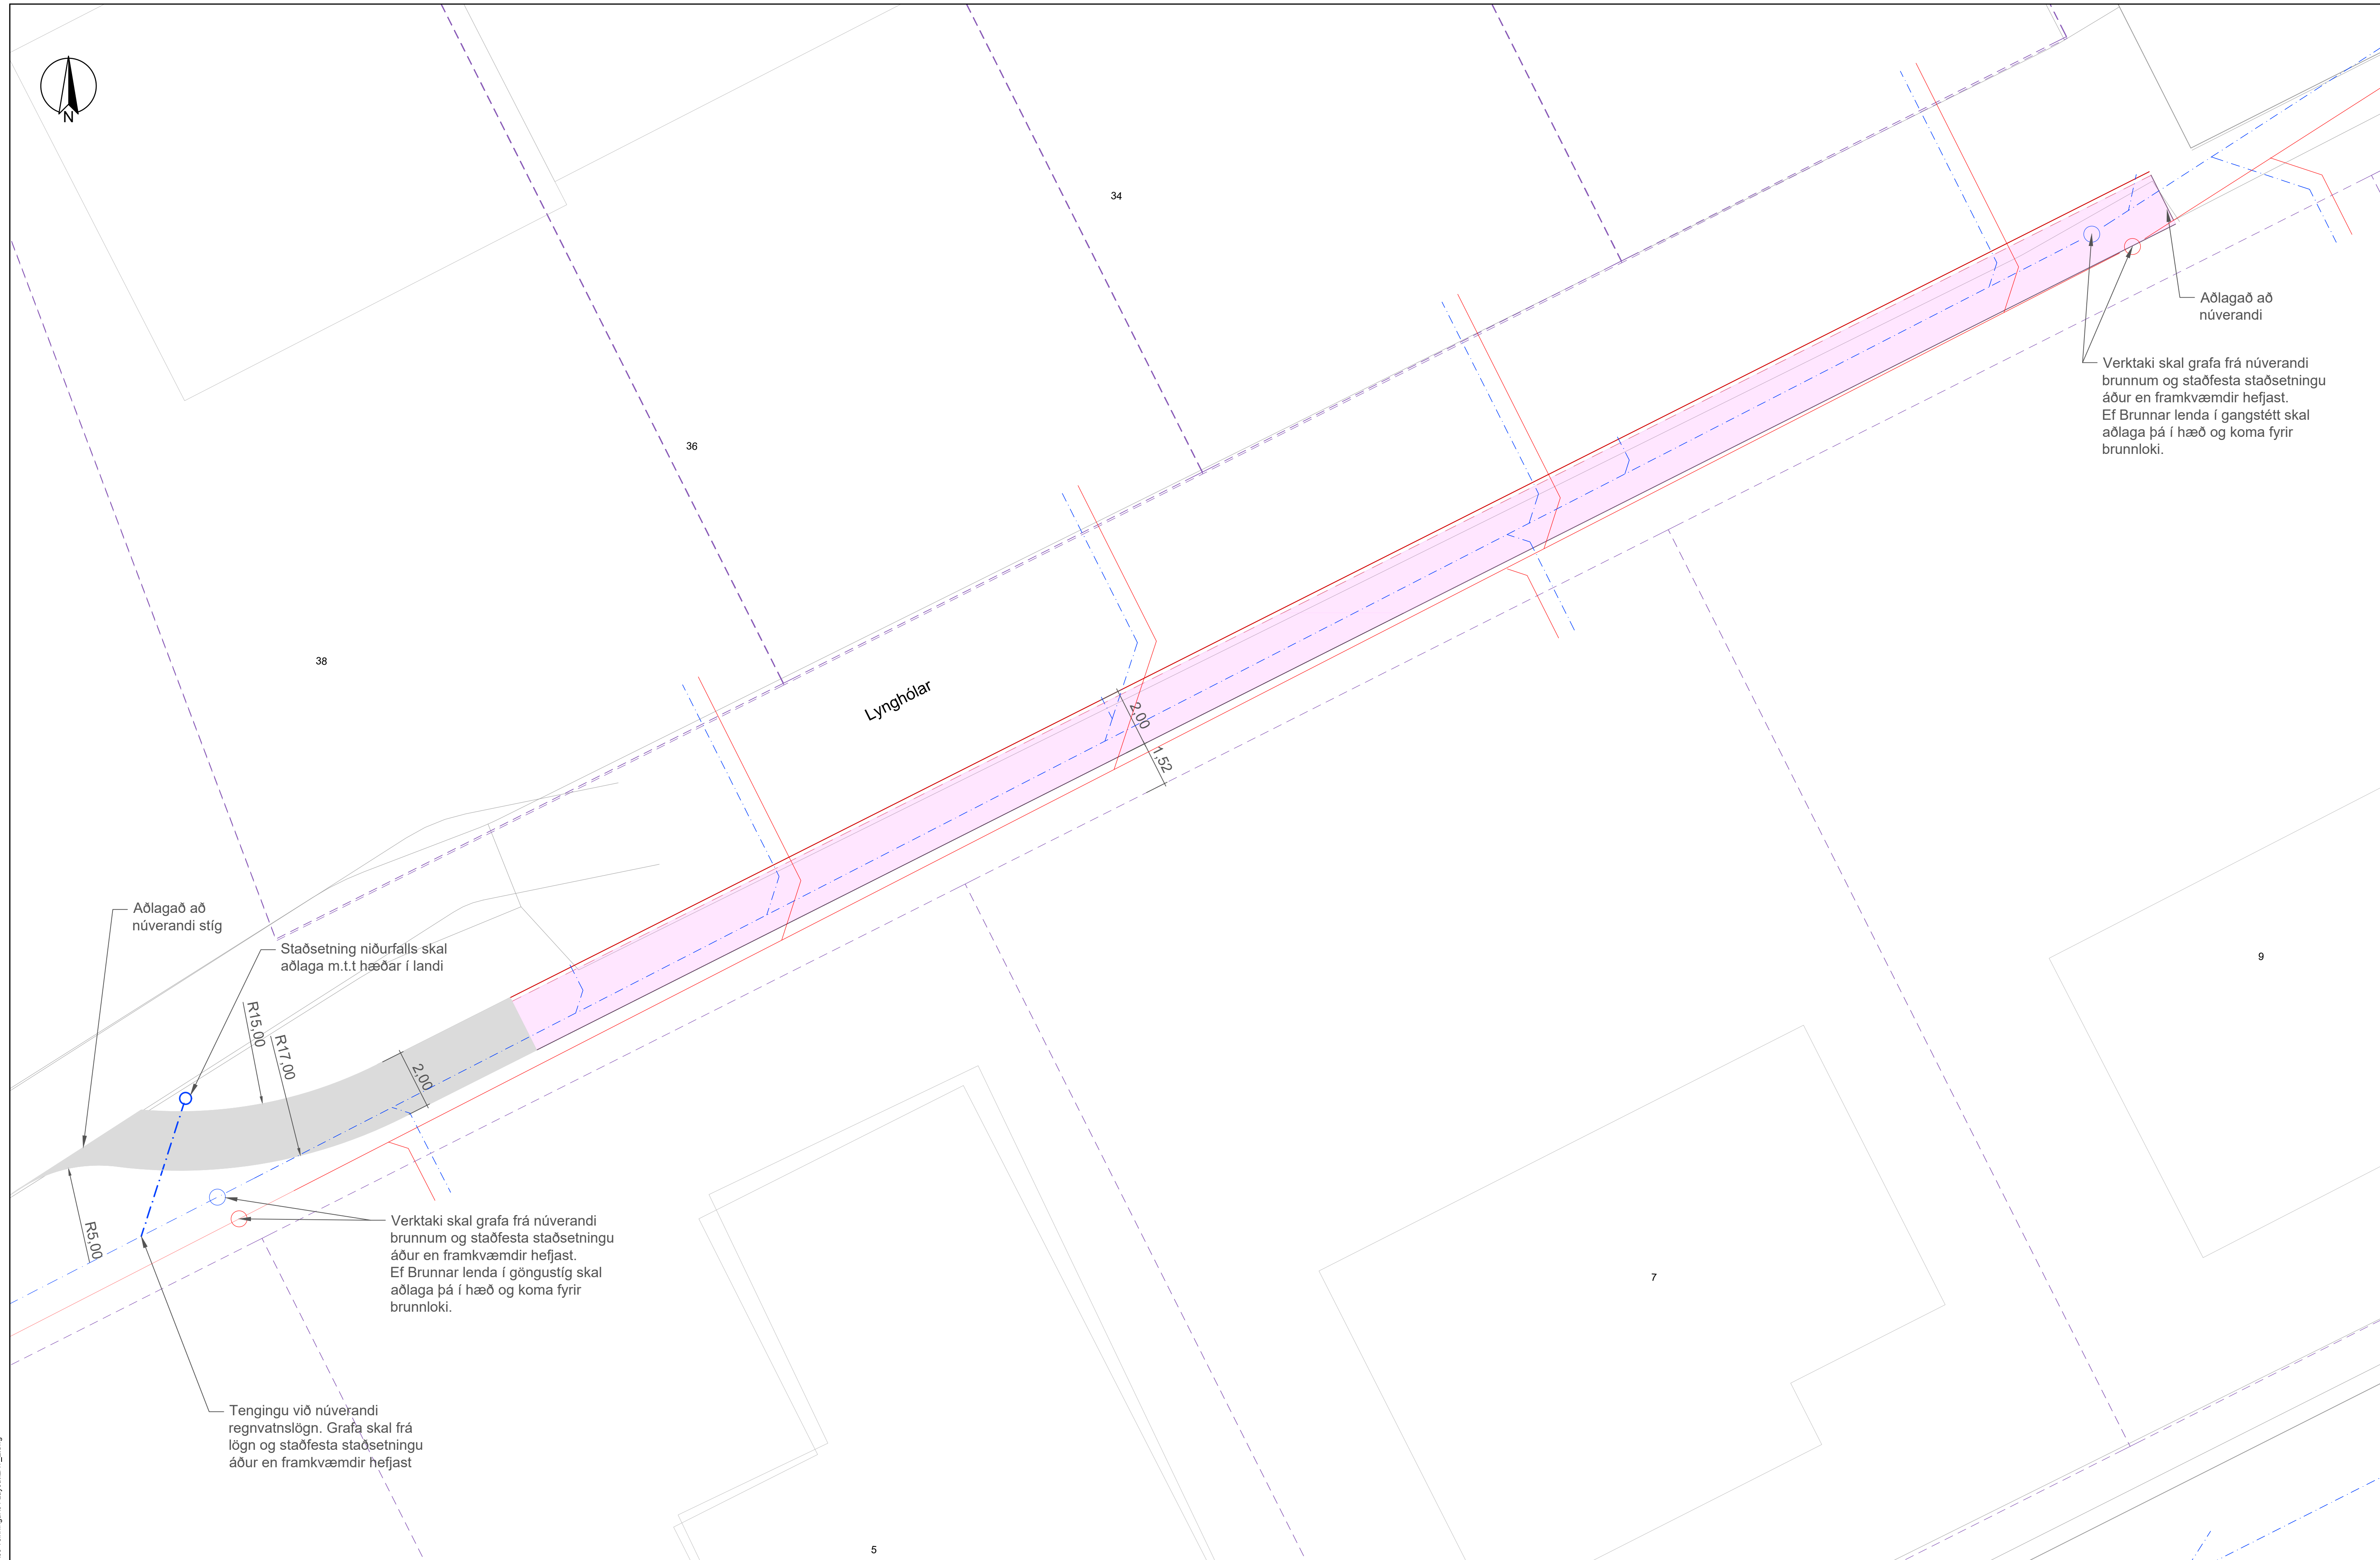 N
34
36
38
Lynghólar
Aðlagað að
núverandi
Verktaki skal grafa frá núverandi
brunnum og staðfesta staðsetningu
áður en framkvæmdir hefjast.
Ef Brunnar lenda í gangstétt skal
aðlaga þá í hæð og koma fyrir
brunnloki.
2,00
1,52
Aðlagað að
núverandi stíg
Staðsetning niðurfalls skal
aðlaga m.t.t hæðar í landi
R15,00
R17,00
2,00
R5,00
9
7
5
Verktaki skal grafa frá núverandi
brunnum og staðfesta staðsetningu
áður en framkvæmdir hefjast.
Ef Brunnar lenda í göngustíg skal
aðlaga þá í hæð og koma fyrir
brunnloki.
Tengingu við núverandi
regnvatnslögn. Grafa skal frá
lögn og staðfesta staðsetningu
áður en framkvæmdir hefjast